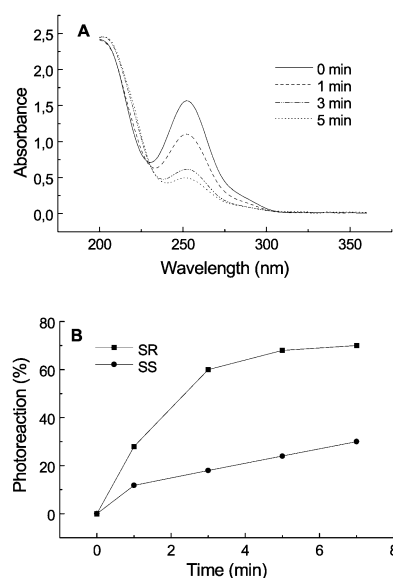 A
2,5
2,0
1,5
1,0
0,5
0,0
Absorbance
0 min
1 min
3 min
5 min
200 250 300 350
Wavelength (nm)
B
80
60
40
20
0
Photoreaction (%)
SR
SS
0 2 4 6 8
Time (min)